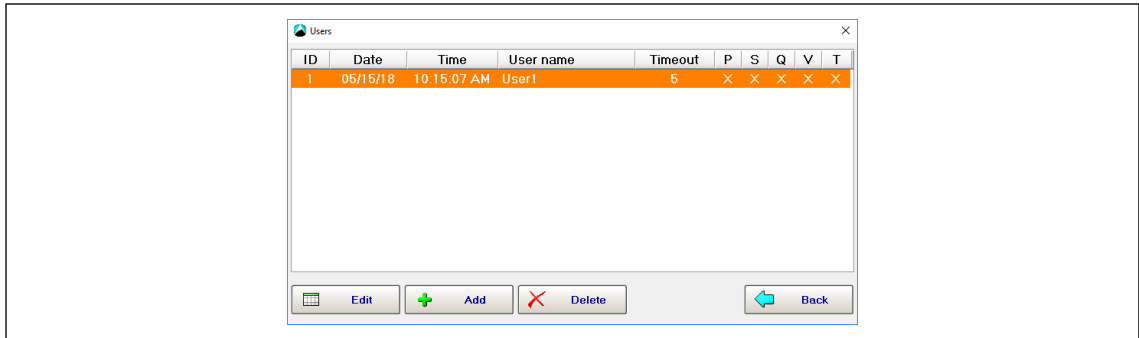 Users
ID Date Time User name Timeout P S Q V T
1 05/15/18 10:15:07 AM User1 5 X X X X X
Edit Add Delete Back